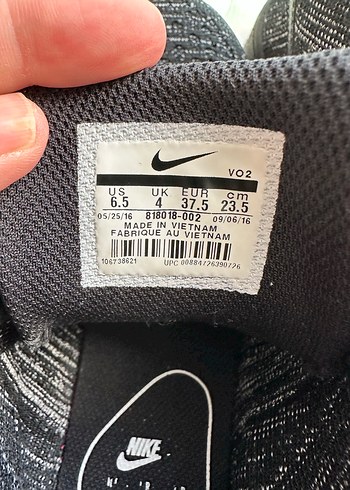 VO2
US UK EUR cm
6.5 4 37.5 23.5
05/25/16 818018-002 09/06/16
MADE IN VIETNAM
FABRIQUE AU VIETNAM
106738621 UPC 00884726390726
NIKE